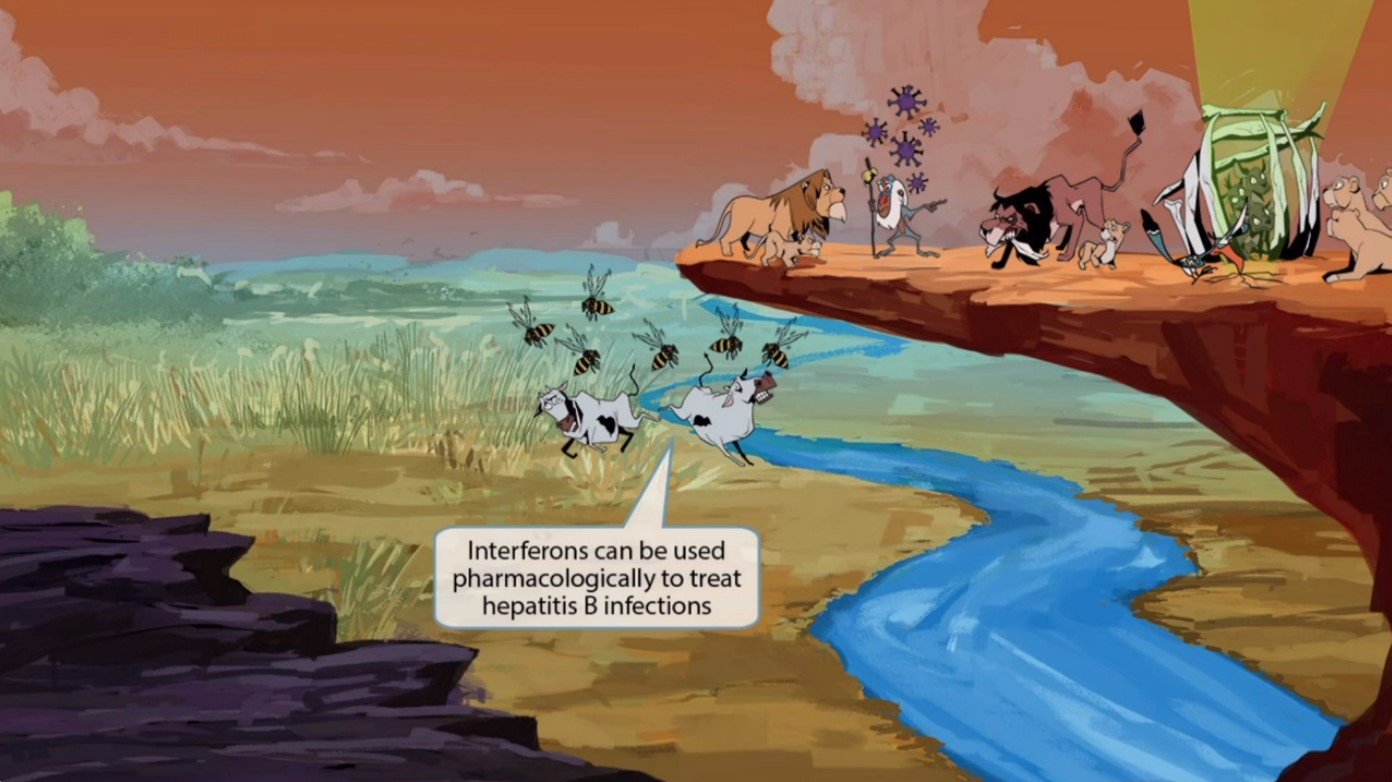 Interferons can be used
pharmacologically to treat
hepatitis B infections